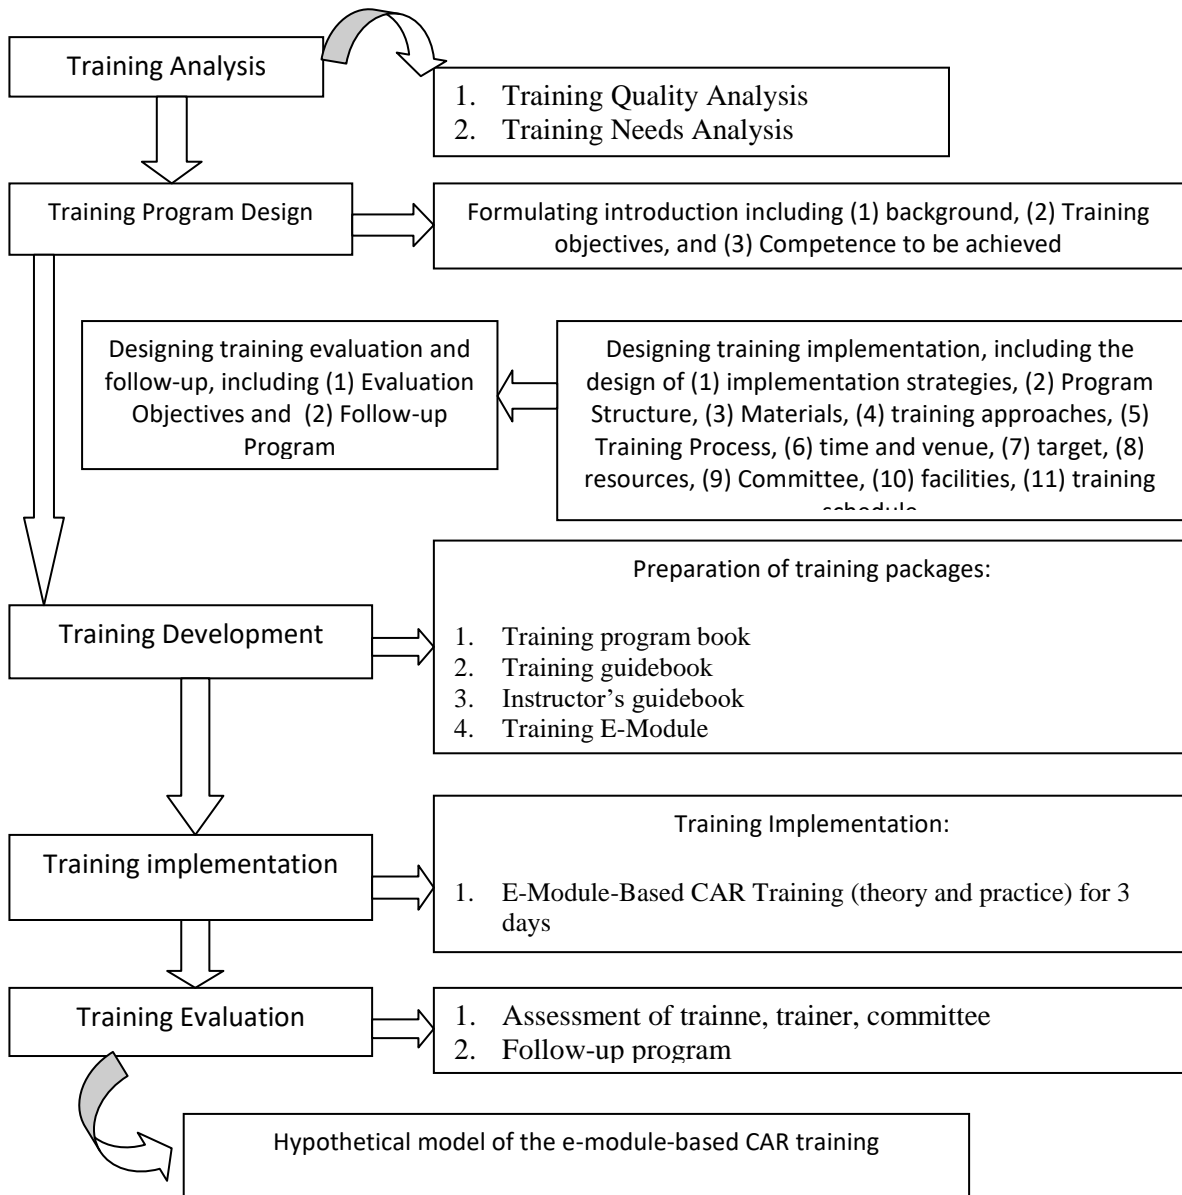 Training Analysis
1. Training Quality Analysis
2. Training Needs Analysis
Training Program Design
Formulating introduction including (1) background, (2) Training
objectives, and (3) Competence to be achieved
Designing training evaluation and
follow-up, including (1) Evaluation
Objectives and (2) Follow-up
Program
Designing training implementation, including the
design of (1) implementation strategies, (2) Program
Structure, (3) Materials, (4) training approaches, (5)
Training Process, (6) time and venue, (7) target, (8)
resources, (9) Committee, (10) facilities, (11) training
schedule
Training Development
Preparation of training packages:
1. Training program book
2. Training guidebook
3. Instructor’s guidebook
4. Training E-Module
Training implementation
Training Implementation:
1. E-Module-Based CAR Training (theory and practice) for 3
days
Training Evaluation
1. Assessment of trainne, trainer, committee
2. Follow-up program
Hypothetical model of the e-module-based CAR training